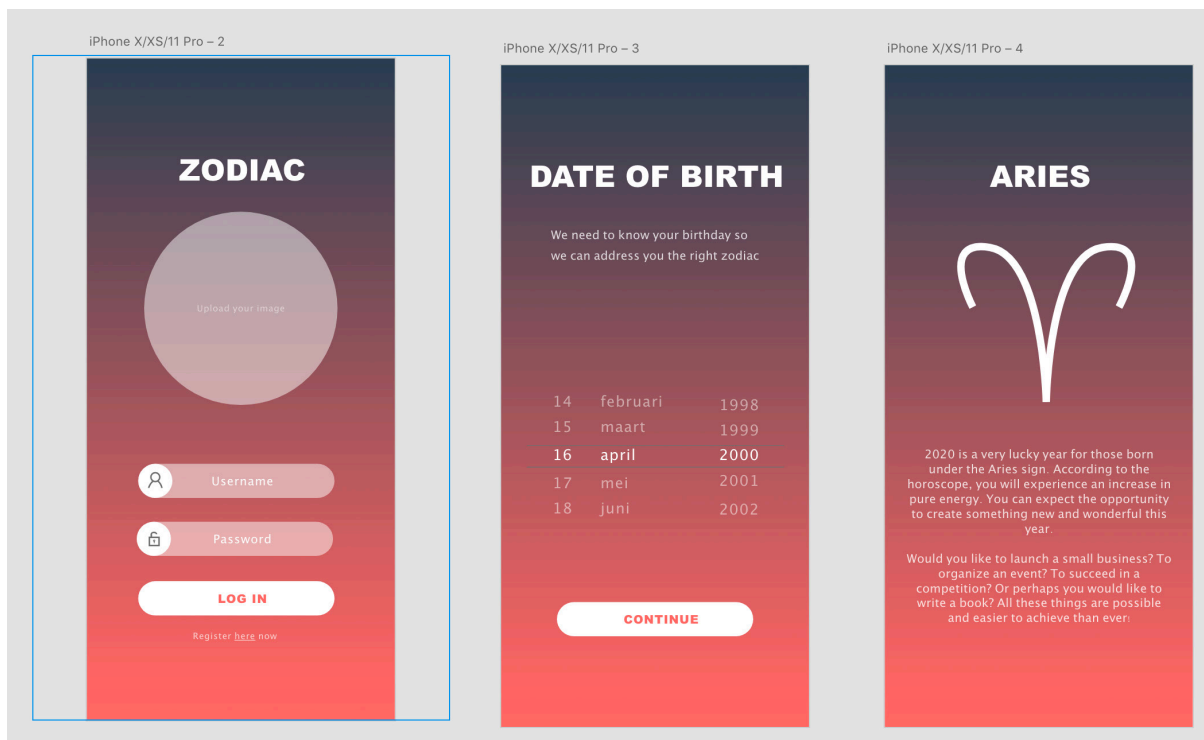 iPhone X/XS/11 Pro – 2
ZODIAC
Upload your image
Username
Password
LOG IN
Register here now
iPhone X/XS/11 Pro – 3
DATE OF BIRTH
We need to know your birthday so
we can address you the right zodiac
14 februari 1998
15 maart 1999
16 april 2000
17 mei 2001
18 juni 2002
CONTINUE
iPhone X/XS/11 Pro – 4
ARIES
2020 is a very lucky year for those born
under the Aries sign. According to the
horoscope, you will experience an increase in
pure energy. You can expect the opportunity
to create something new and wonderful this
year.
Would you like to launch a small business? To
organize an event? To succeed in a
competition? Or perhaps you would like to
write a book? All these things are possible
and easier to achieve than ever!